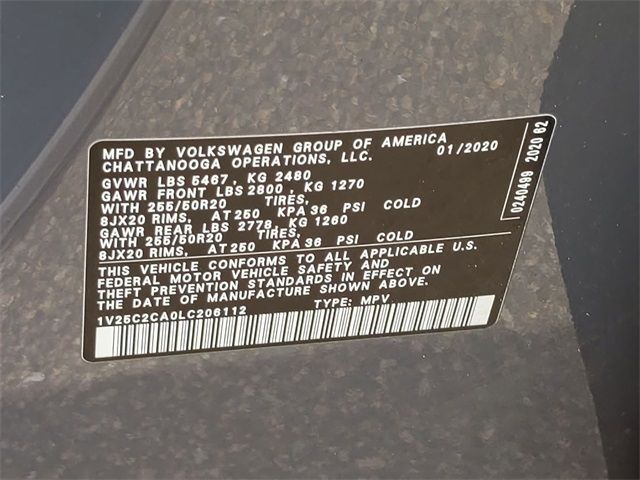 MFD BY VOLKSWAGEN GROUP OF AMERICA
CHATTANOOGA OPERATIONS, LLC. 01/2020
GVWR LBS 5467, KG 2480
GAWR FRONT LBS 2800, KG 1270
WITH 255/50R20 TIRES,
8JX20 RIMS, AT 250 KPA 36 PSI COLD
GAWR REAR LBS 2778, KG 1260
WITH 255/50R20 TIRES,
8JX20 RIMS, AT 250 KPA 36 PSI COLD
THIS VEHICLE CONFORMS TO ALL APPLICABLE U.S.
FEDERAL MOTOR VEHICLE SAFETY AND
THEFT PREVENTION STANDARDS IN EFFECT ON
THE DATE OF MANUFACTURE SHOWN ABOVE.
1V25C2CA0LC206112 TYPE: MPV
0240499 2020 62